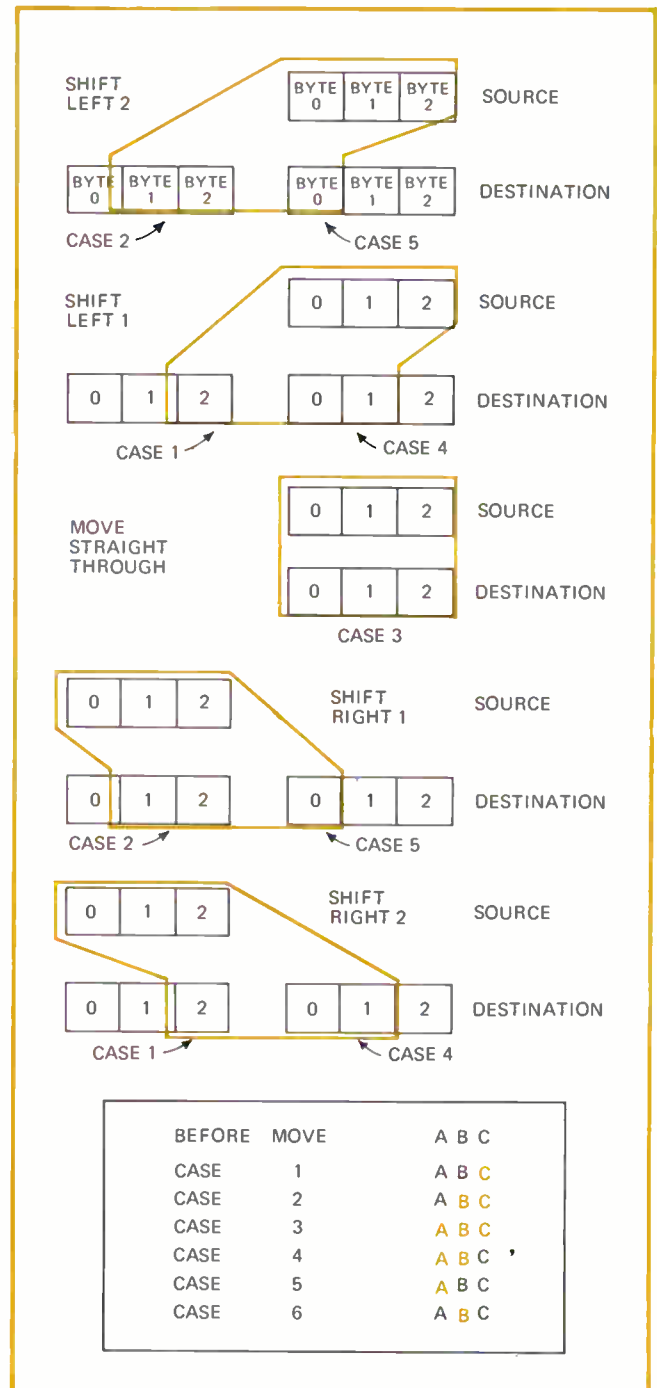 SHIFT
LEFT 2
BYTE 0 BYTE 1 BYTE 2 SOURCE
BYTE 0 BYTE 1 BYTE 2 BYTE 0 BYTE 1 BYTE 2 DESTINATION
CASE 2 CASE 5
SHIFT
LEFT 1
0 1 2 SOURCE
0 1 2 0 1 2 DESTINATION
CASE 1 CASE 4
0 1 2 SOURCE
MOVE
STRAIGHT
THROUGH
0 1 2 DESTINATION
CASE 3
0 1 2 SHIFT
RIGHT 1 SOURCE
0 1 2 0 1 2 DESTINATION
CASE 2 CASE 5
0 1 2 SHIFT
RIGHT 2 SOURCE
0 1 2 0 1 2 DESTINATION
CASE 1 CASE 4
BEFORE MOVE A B C
CASE 1 A B C
CASE 2 A B C
CASE 3 A B C
CASE 4 A B C
CASE 5 A B C
CASE 6 A B C